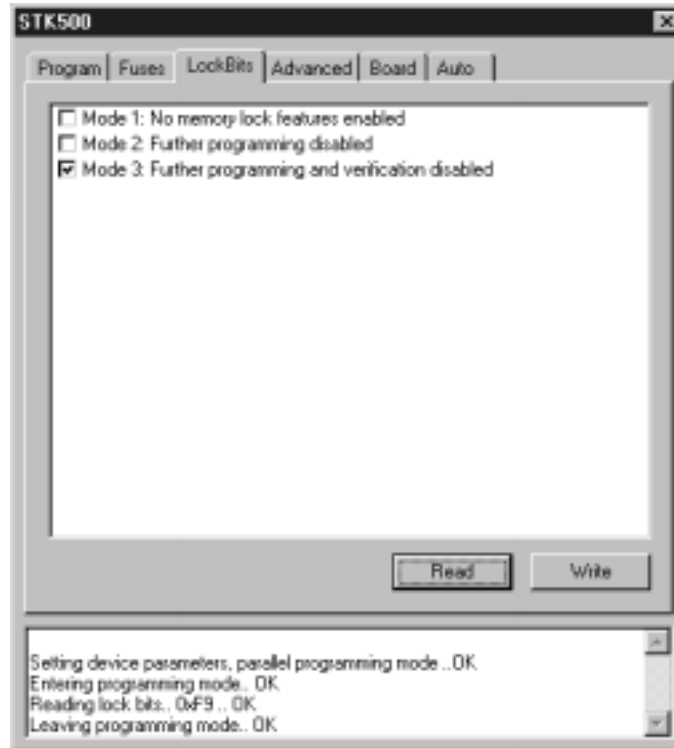 STK500
Program Fuses LockBits Advanced Board Auto
Mode 1: No memory lock features enabled
Mode 2: Further programming disabled
Mode 3: Further programming and verification disabled
Read Write
Setting device parameters, parallel programming mode ..OK
Entering programming mode.. OK
Reading lock bits.. 0xF9 .. OK
Leaving programming mode.. OK